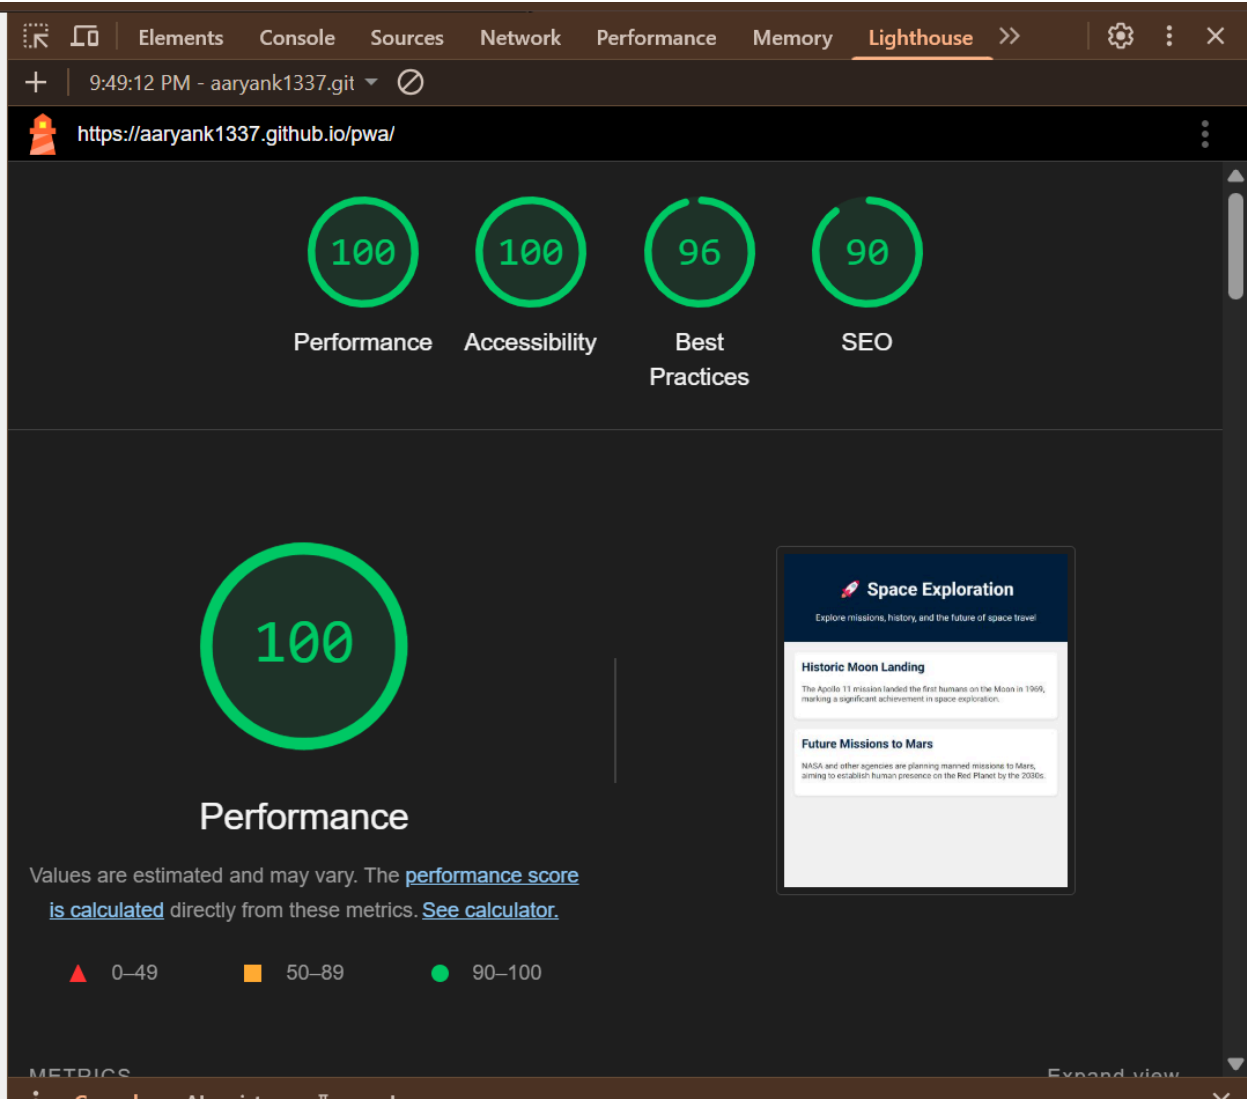 Elements Console Sources Network Performance Memory Lighthouse
9:49:12 PM - aaryank1337.git
https://aaryank1337.github.io/pwa/
100 100 96 90
Performance Accessibility Best Practices SEO
100
Performance
Values are estimated and may vary. The performance score
is calculated directly from these metrics. See calculator.
0–49 50–89 90–100
🚀 Space Exploration
Explore missions, history, and the future of space travel
Historic Moon Landing
The Apollo 11 mission landed the first humans on the Moon in 1969,
marking a significant achievement in space exploration.
Future Missions to Mars
NASA and other agencies are planning manned missions to Mars,
aiming to establish human presence on the Red Planet by the 2030s.
METRICS
Expand view